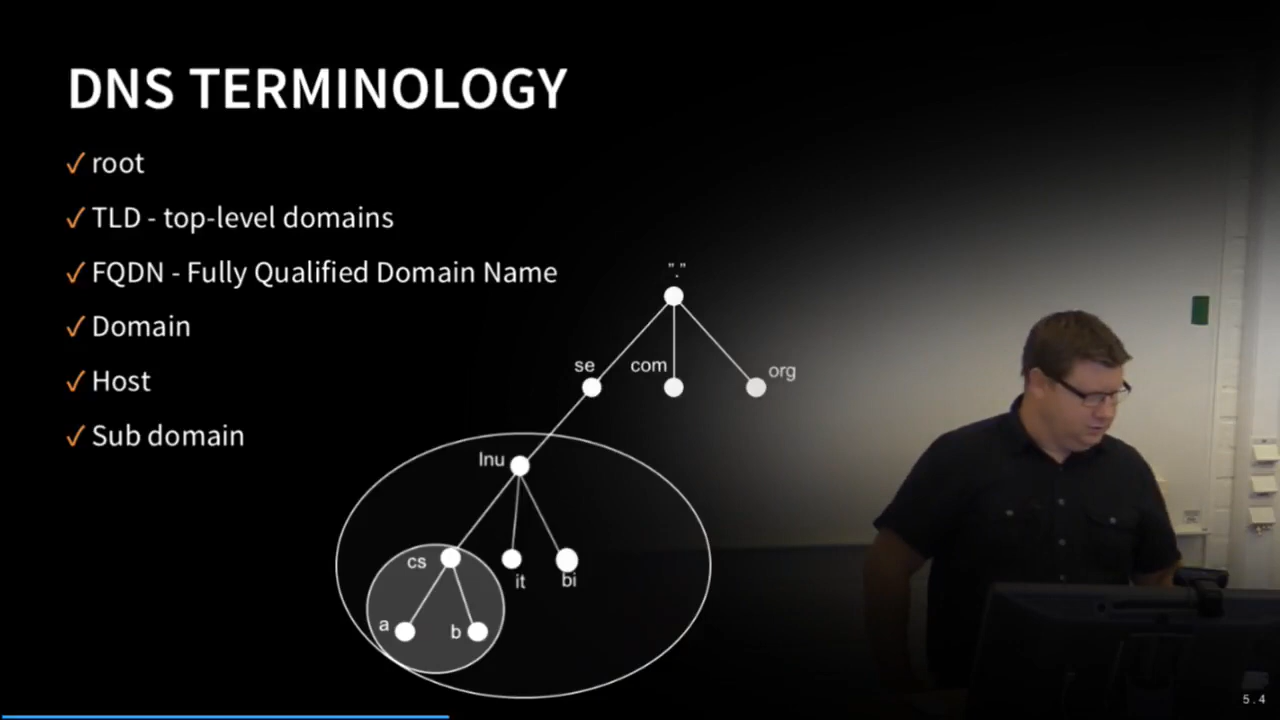 DNS TERMINOLOGY
✓ root
✓ TLD - top-level domains
✓ FQDN - Fully Qualified Domain Name
✓ Domain
✓ Host
✓ Sub domain
"."
se
com
org
lnu
cs
it
bi
a
b
5.4